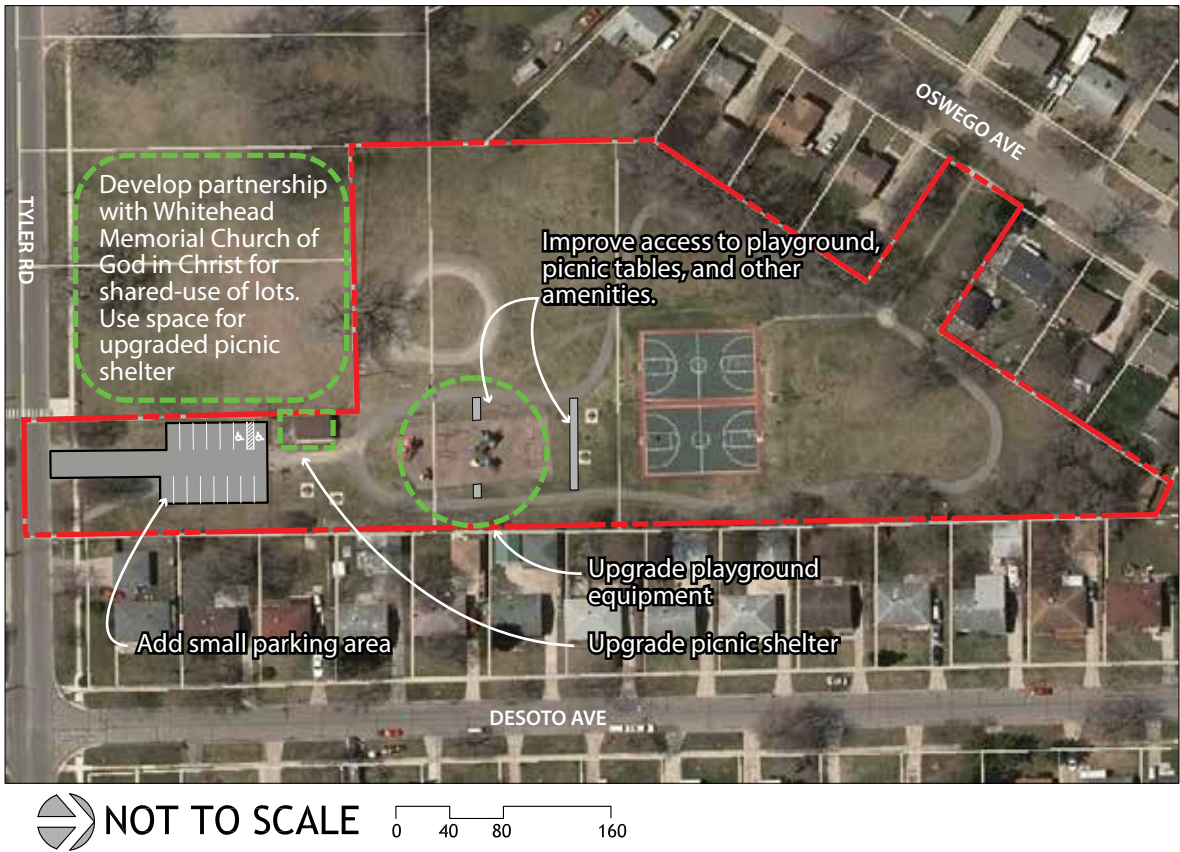 OSWEGO AVE
TYLER RD
Develop partnership
with Whitehead
Memorial Church of
God in Christ for
shared-use of lots.
Use space for
upgraded picnic
shelter
Improve access to playground,
picnic tables, and other
amenities.
Upgrade playground
equipment
Add small parking area
Upgrade picnic shelter
DESOTO AVE
NOT TO SCALE
0 40 80 160